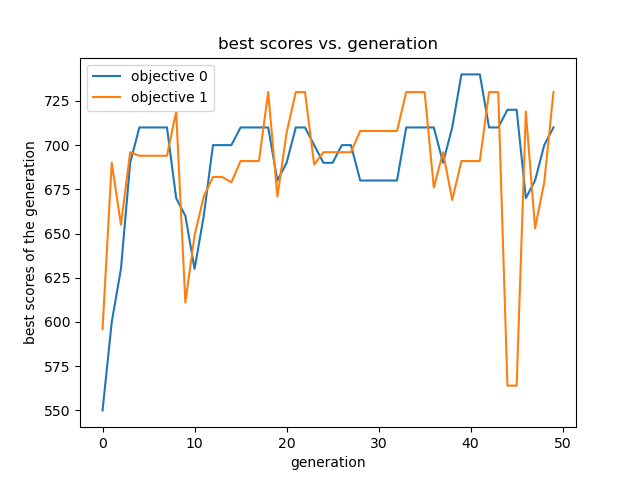 best scores vs. generation
objective 0
objective 1
best scores of the generation
725
700
675
650
625
600
575
550
0 10 20 30 40 50
generation